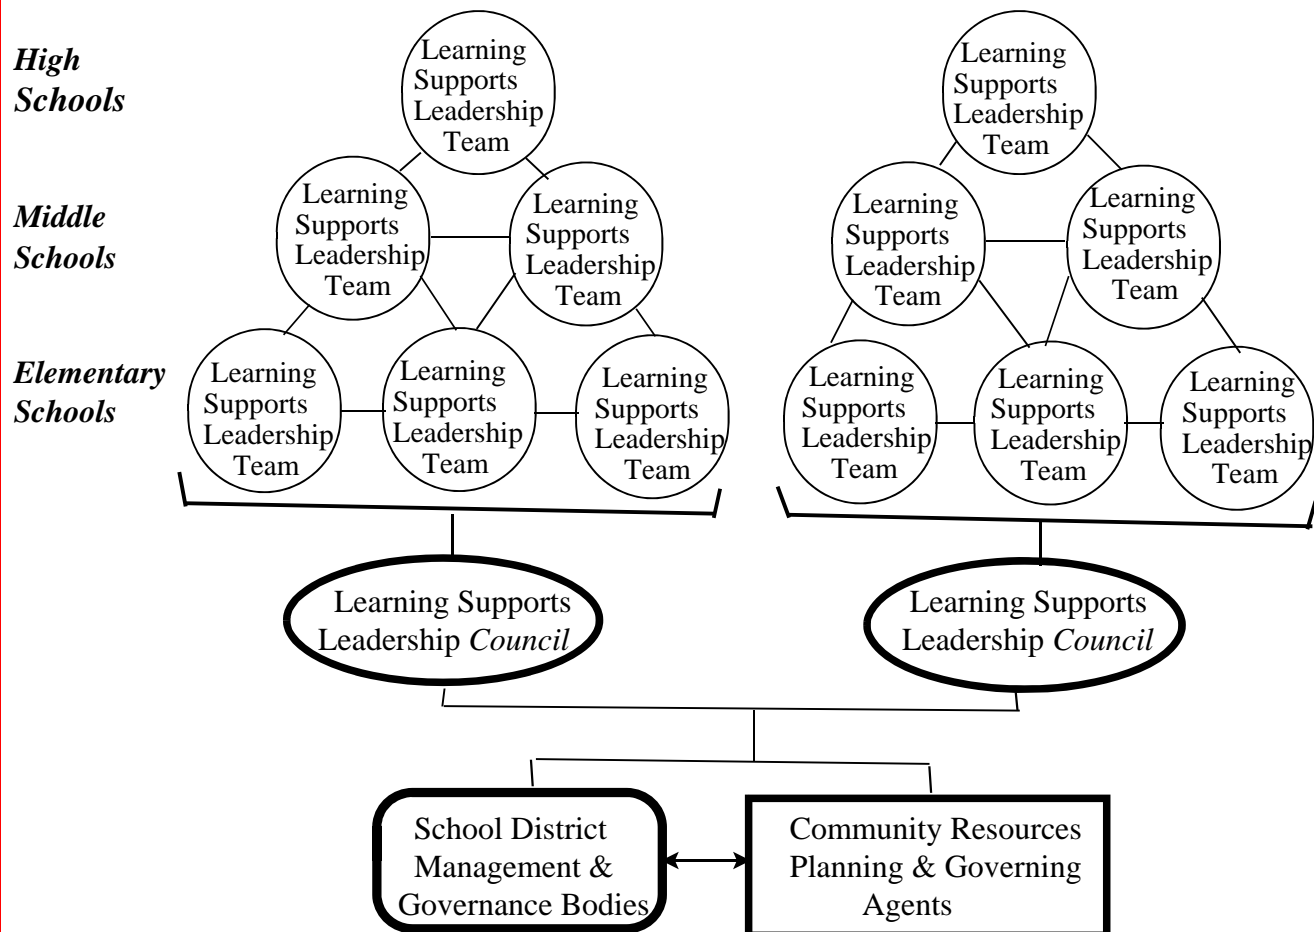 High
Schools
Learning
Supports
Leadership
Team
Learning
Supports
Leadership
Team
Middle
Schools
Learning
Supports
Leadership
Team
Learning
Supports
Leadership
Team
Learning
Supports
Leadership
Team
Learning
Supports
Leadership
Team
Elementary
Schools
Learning
Supports
Leadership
Team
Learning
Supports
Leadership
Team
Learning
Supports
Leadership
Team
Learning
Supports
Leadership
Team
Learning
Supports
Leadership
Team
Learning
Supports
Leadership
Team
Learning Supports
Leadership Council
Learning Supports
Leadership Council
School District
Management &
Governance Bodies
Community Resources
Planning & Governing
Agents